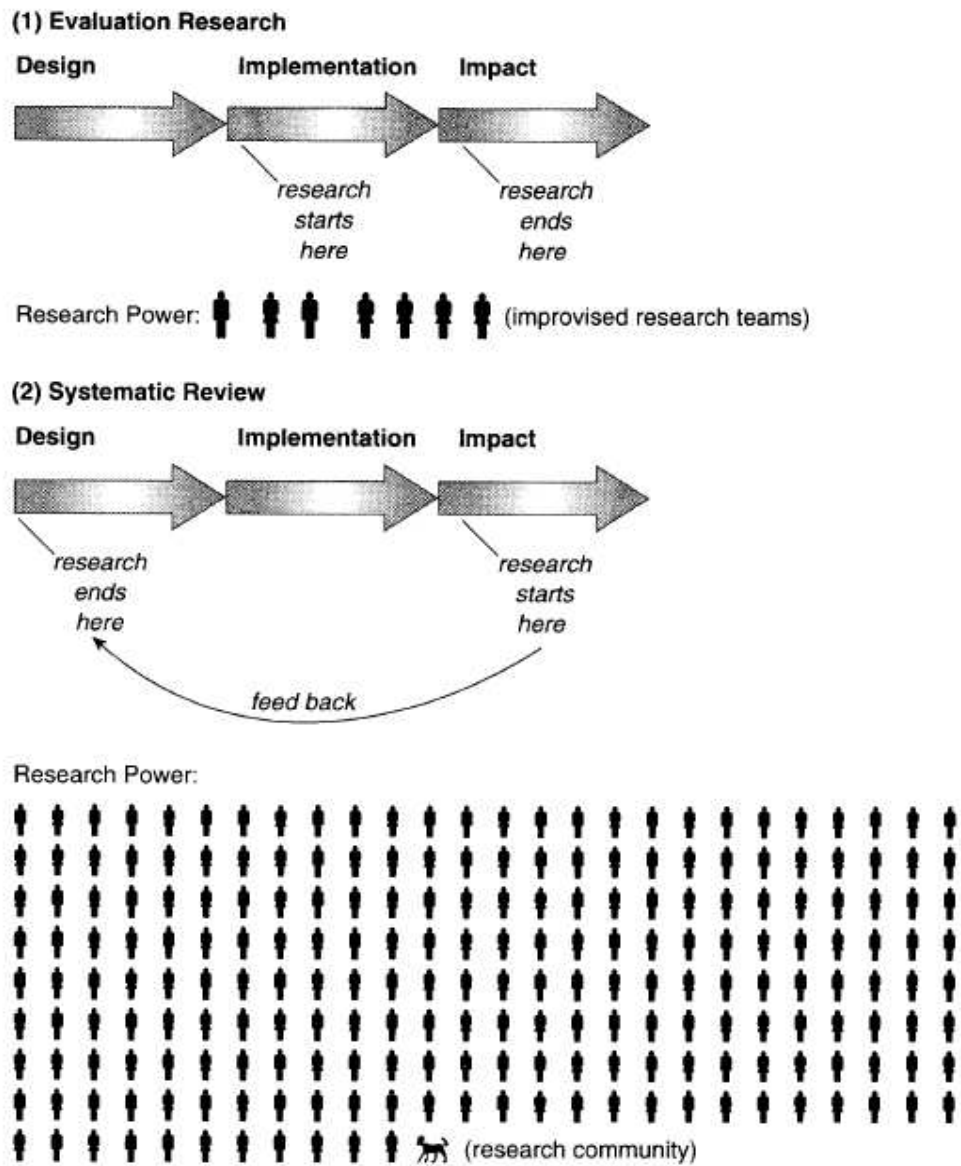 (1) Evaluation Research
Design Implementation Impact
research
starts
here
research
ends
here
Research Power: (improvised research teams)
(2) Systematic Review
Design Implementation Impact
research
ends
here
research
starts
here
feed back
Research Power:
(research community)